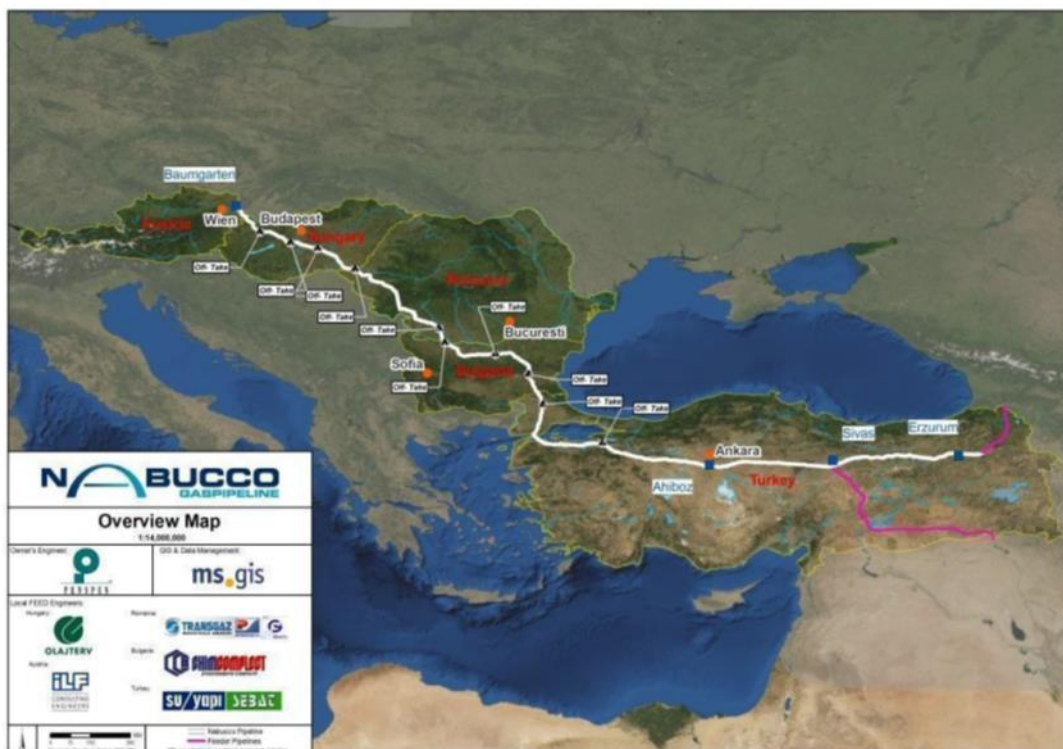 Baumgarten
Wien
Austria
Budapest
Hungary
Off- Take
Off- Take
Off- Take
Off- Take
Off- Take
Off- Take
Romania
Bucuresti
Sofia
Bulgaria
Off- Take
Off- Take
Off- Take
Off- Take
Sivas
Erzurum
Ankara
Ahiboz
Turkey
NABUCCO
GASPIPELINE
Overview Map
1:14,000,000
Owner's Engineer:
PENSPEN
GIS & Data Management:
ms.gis
Local FEED Engineers:
Hungary:
OLAJTERV
Romania:
TRANSGAZ
Austria:
ILF
CONSULTING
ENGINEERS
Bulgaria:
CHIMCOMPLECT
Turkey:
su/yapi SEBAT
Nabucco Pipeline
Feeder Pipelines